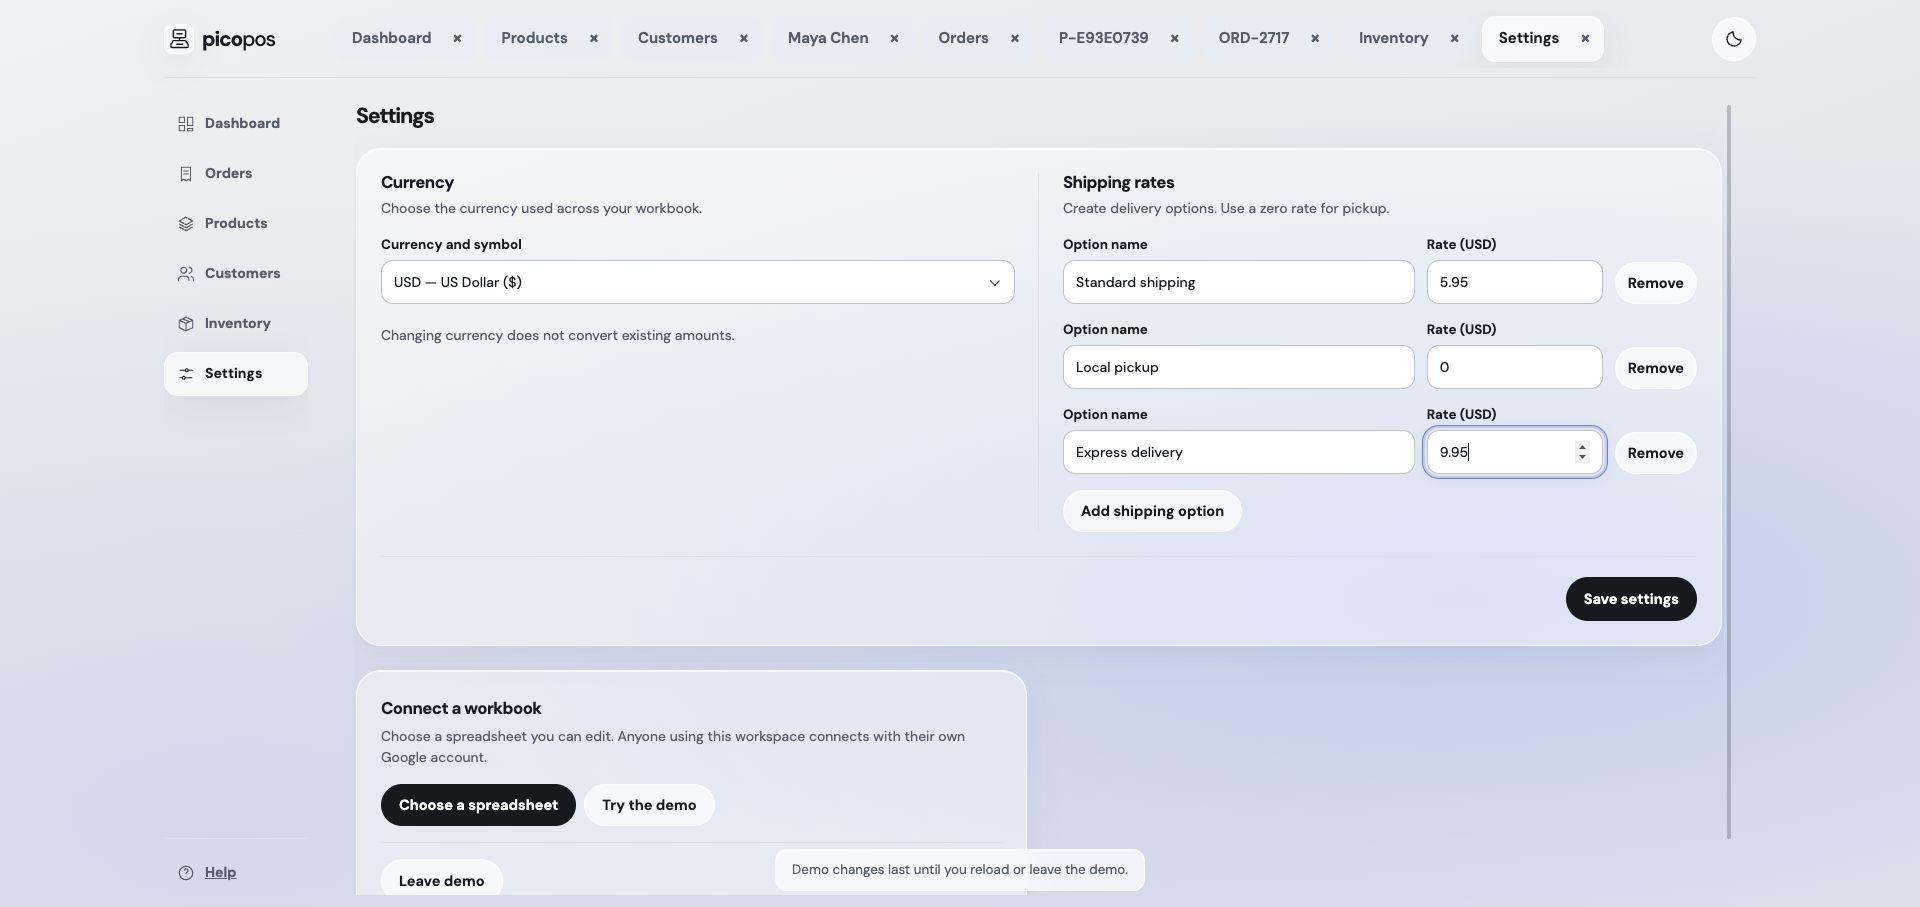 picopos
Dashboard × Products × Customers × Maya Chen × Orders × P-E93E0739 × ORD-2717 × Inventory × Settings ×
Dashboard
Orders
Products
Customers
Inventory
Settings
Help
Settings
Currency
Choose the currency used across your workbook.
Currency and symbol
USD — US Dollar ($)
Changing currency does not convert existing amounts.
Shipping rates
Create delivery options. Use a zero rate for pickup.
Option name Rate (USD)
Standard shipping 5.95 Remove
Option name Rate (USD)
Local pickup 0 Remove
Option name Rate (USD)
Express delivery 9.95 Remove
Add shipping option
Save settings
Connect a workbook
Choose a spreadsheet you can edit. Anyone using this workspace connects with their own
Google account.
Choose a spreadsheet Try the demo
Leave demo
Demo changes last until you reload or leave the demo.